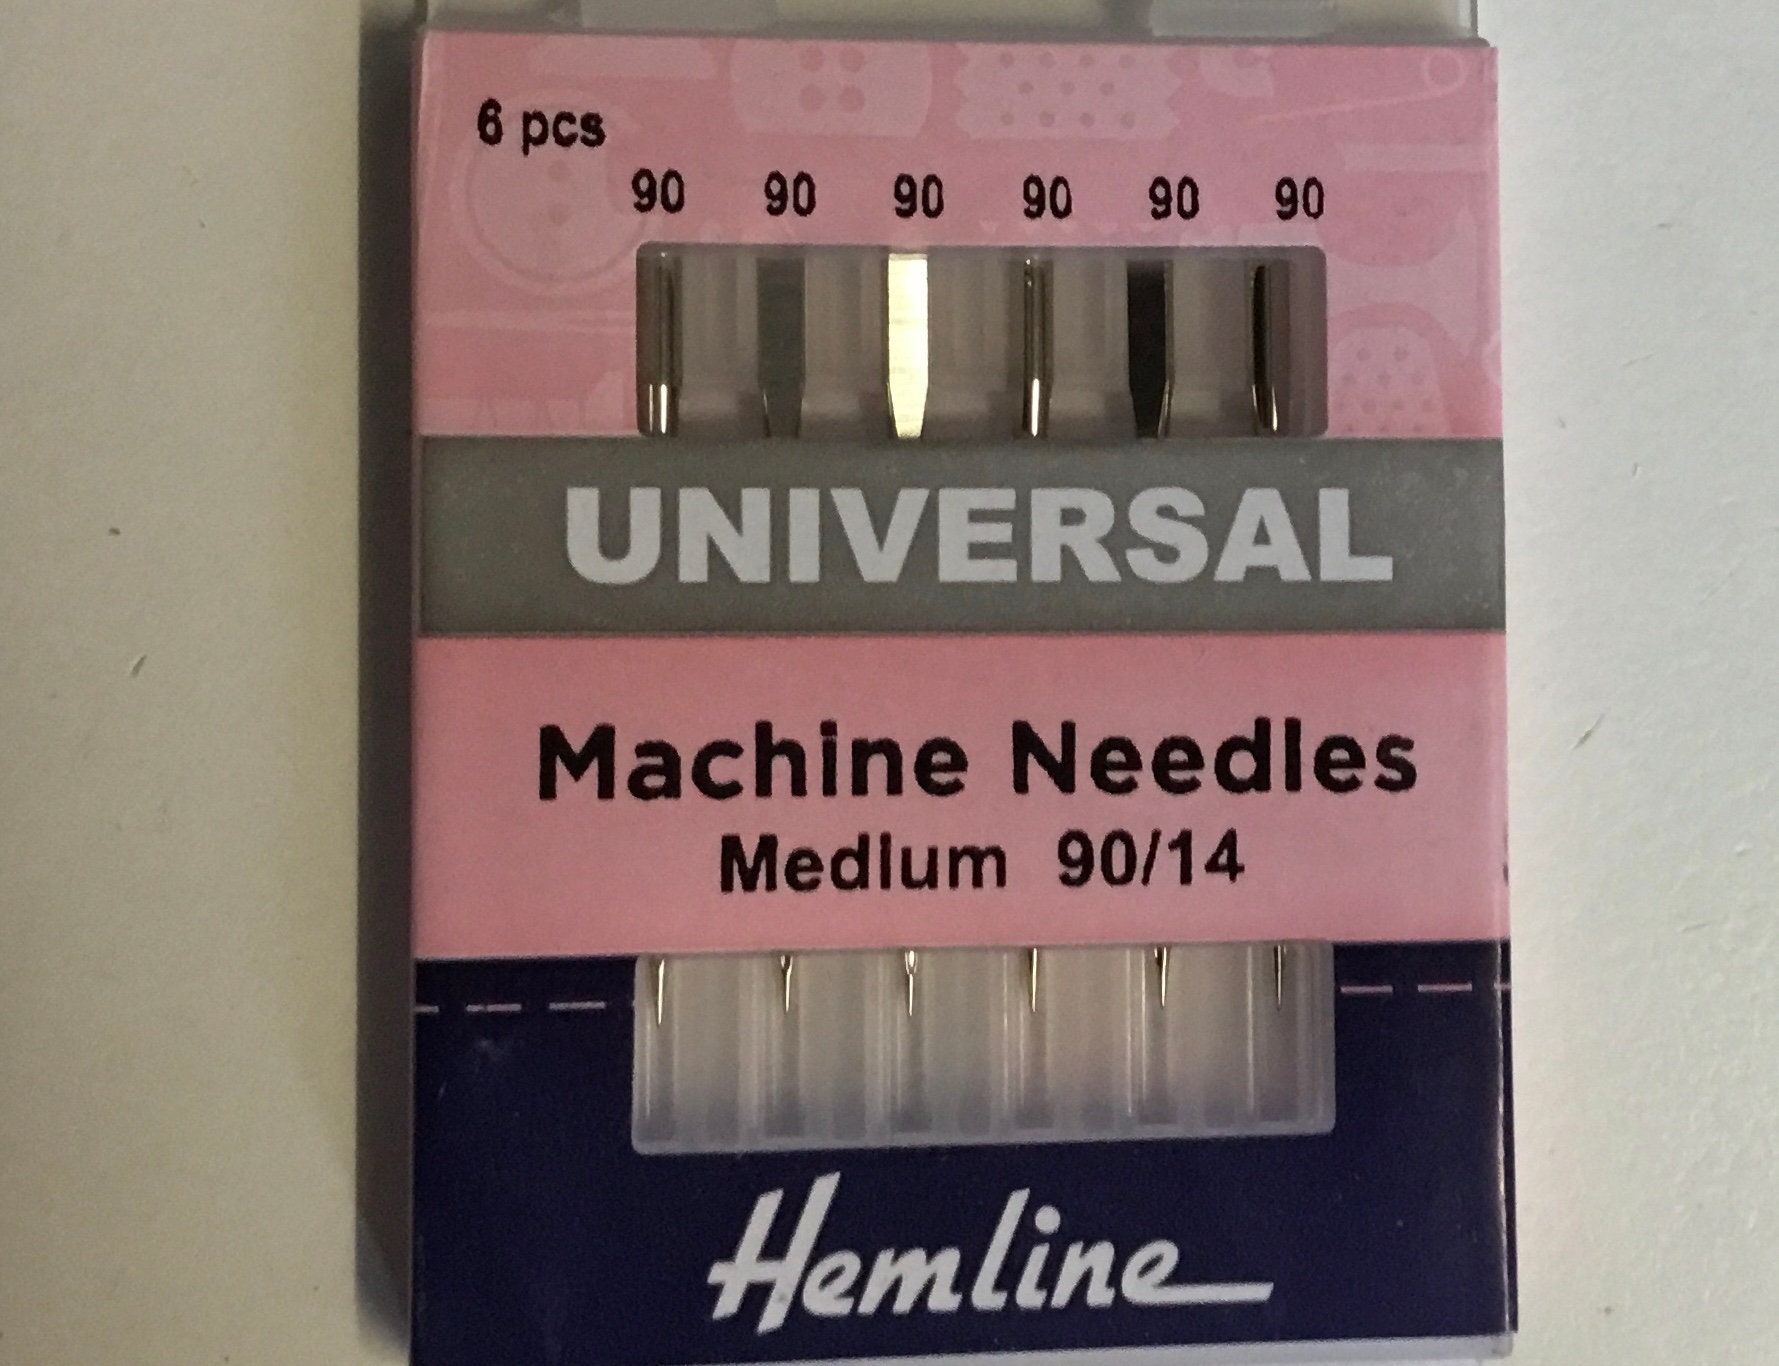 6 pcs
90 90 90 90 90 90
UNIVERSAL
Machine Needles
Medium 90/14
Hemline